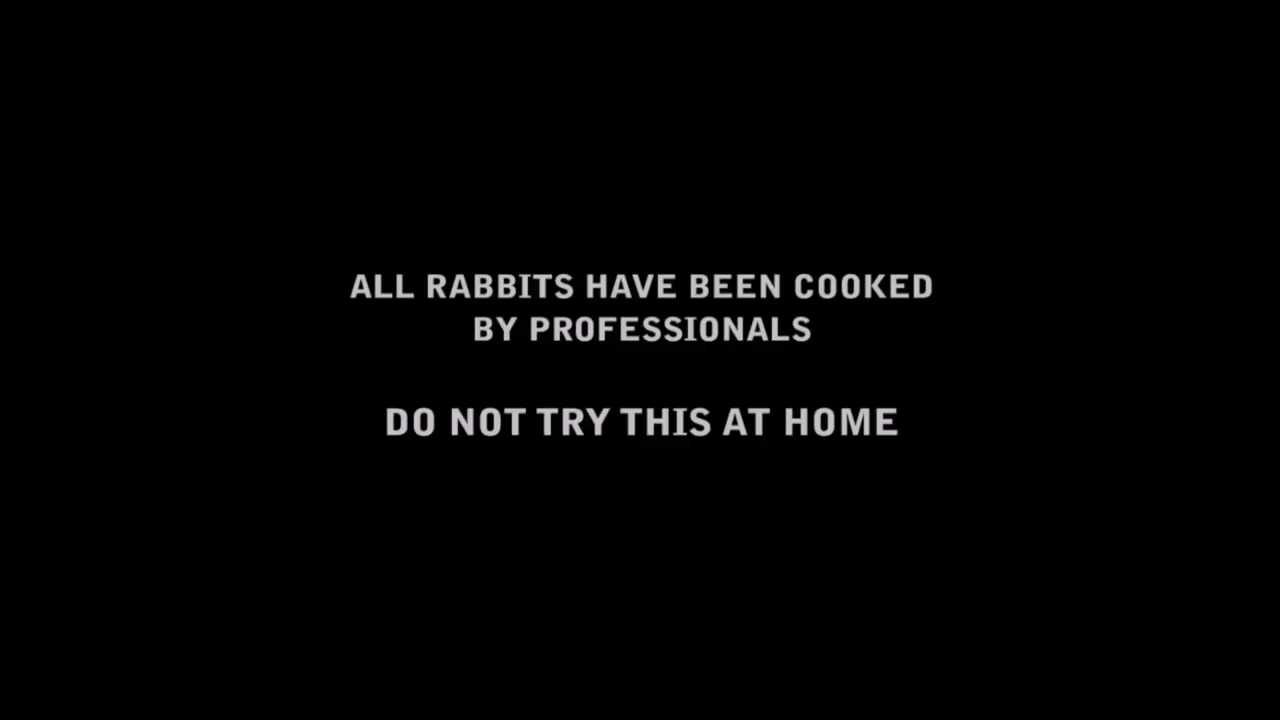 ALL RABBITS HAVE BEEN COOKED
BY PROFESSIONALS
DO NOT TRY THIS AT HOME